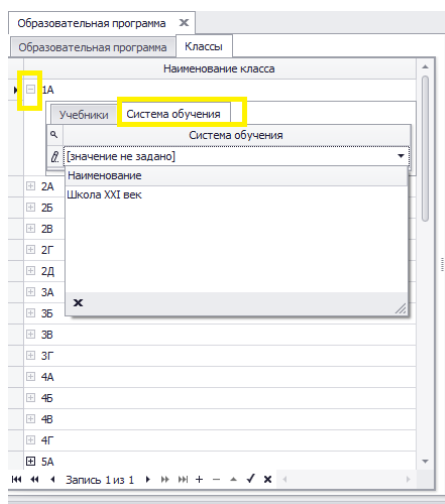 Образовательная программа
Образовательная программа Классы
Наименование класса
1А
Учебники Система обучения
Система обучения
[значение не задано]
Наименование
Школа XXI век
2А
2Б
2В
2Г
2Д
3А
3Б
3В
3Г
4А
4Б
4В
4Г
5А
Запись 1 из 1